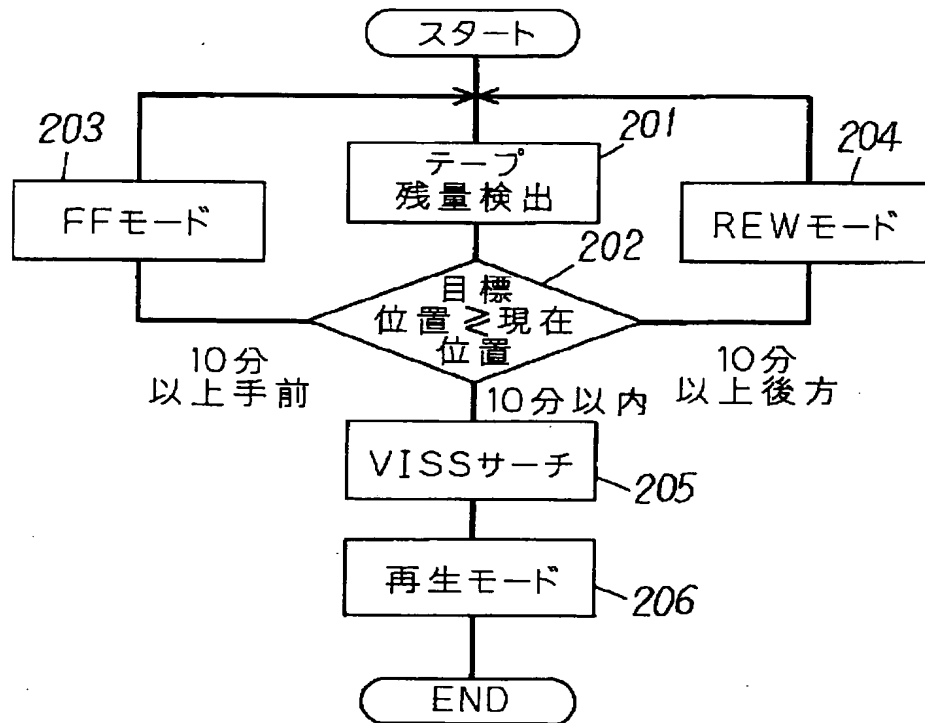 スタート
203
201
204
テープ
残量検出
FFモード
REWモード
202
目標
位置≧現在
位置
10分
以上手前
10分以内
10分
以上後方
VISSサーチ
205
再生モード
206
END